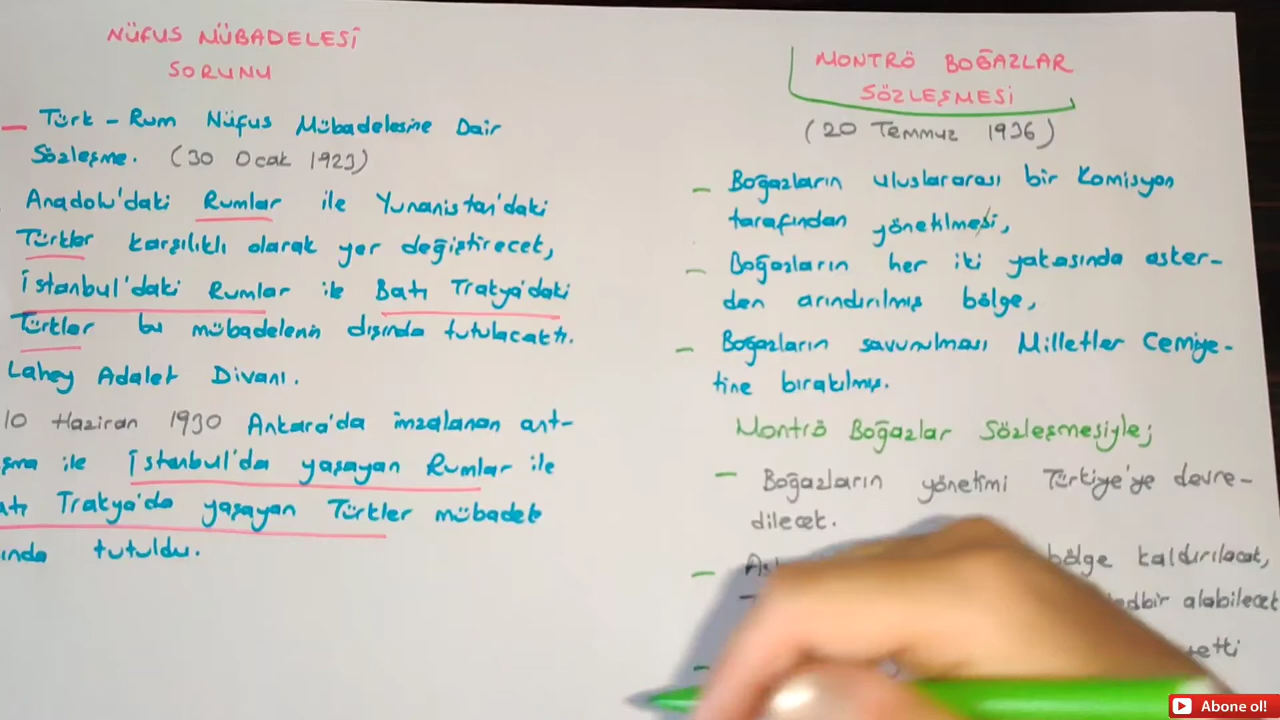 NÜFUS MÜBADELESİ
SORUNU
Türk - Rum Nüfus Mübadelesine Dair
Sözleşme. (30 Ocak 1923)
Anadolu'daki Rumlar ile Yunanistan'daki
Türkler karşılıklı olarak yer değiştirecek,
İstanbul'daki Rumlar ile Batı Trakya'daki
Türkler bu mübadelenin dışında tutulacaktı.
Lahey Adalet Divanı.
10 Haziran 1930 Ankara'da imzalanan ant-
şma ile İstanbul'da yaşayan Rumlar ile
atı Trakya'da yaşayan Türkler mübadele
ında tutuldu.
MONTRÖ BOĞAZLAR
SÖZLEŞMESİ
(20 Temmuz 1936)
- Boğazların uluslararası bir Komisyon
tarafından yönetilmesi,
- Boğazların her iki yakasında asker-
den arındırılmış bölge,
- Boğazların savunulması Milletler Cemiye-
tine bırakılmış.
Montrö Boğazlar Sözleşmesiyle;
- Boğazların yönetimi Türkiye'ye devre-
dilecek.
- bölge kaldırılacak,
alabilecek
Abone ol!